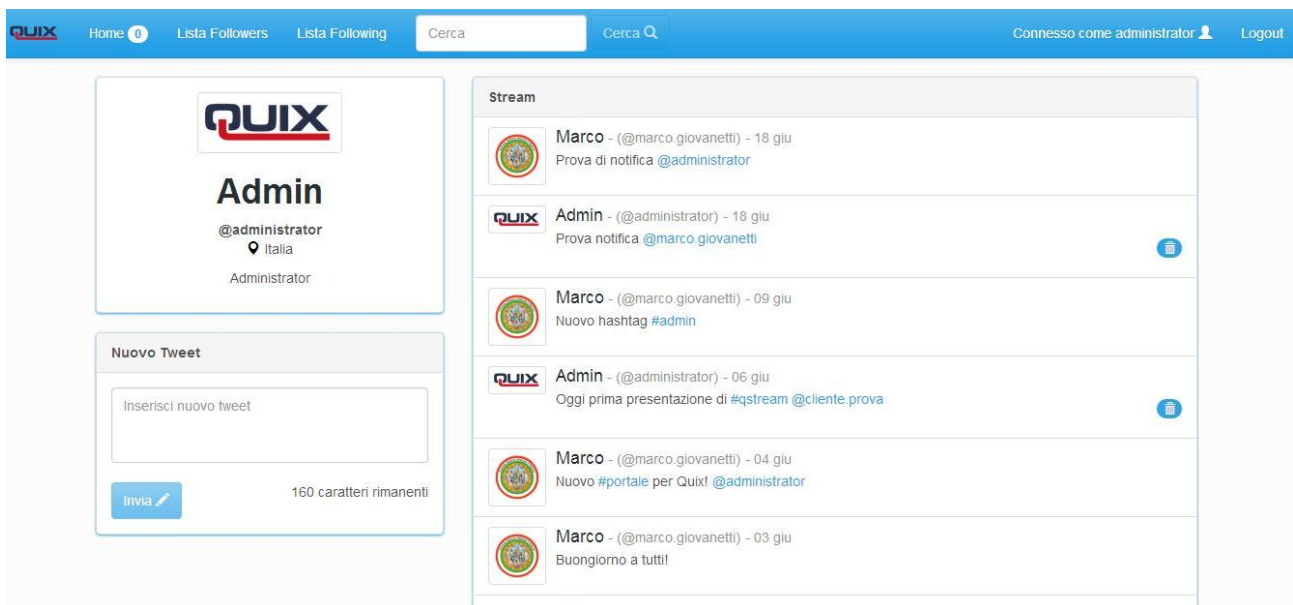 QUIX Home 0 Lista Followers Lista Following Cerca Cerca Connesso come administrator Logout
QUIX
Admin
@administrator
Italia
Administrator
Nuovo Tweet
Inserisci nuovo tweet
Invia 160 caratteri rimanenti
Stream
Marco - (@marco.giovanetti) - 18 giu
Prova di notifica @administrator
QUIX Admin - (@administrator) - 18 giu
Prova notifica @marco.giovanetti
Marco - (@marco.giovanetti) - 09 giu
Nuovo hashtag #admin
QUIX Admin - (@administrator) - 06 giu
Oggi prima presentazione di #qstream @cliente.prova
Marco - (@marco.giovanetti) - 04 giu
Nuovo #portale per Quix! @administrator
Marco - (@marco.giovanetti) - 03 giu
Buongiorno a tutti!